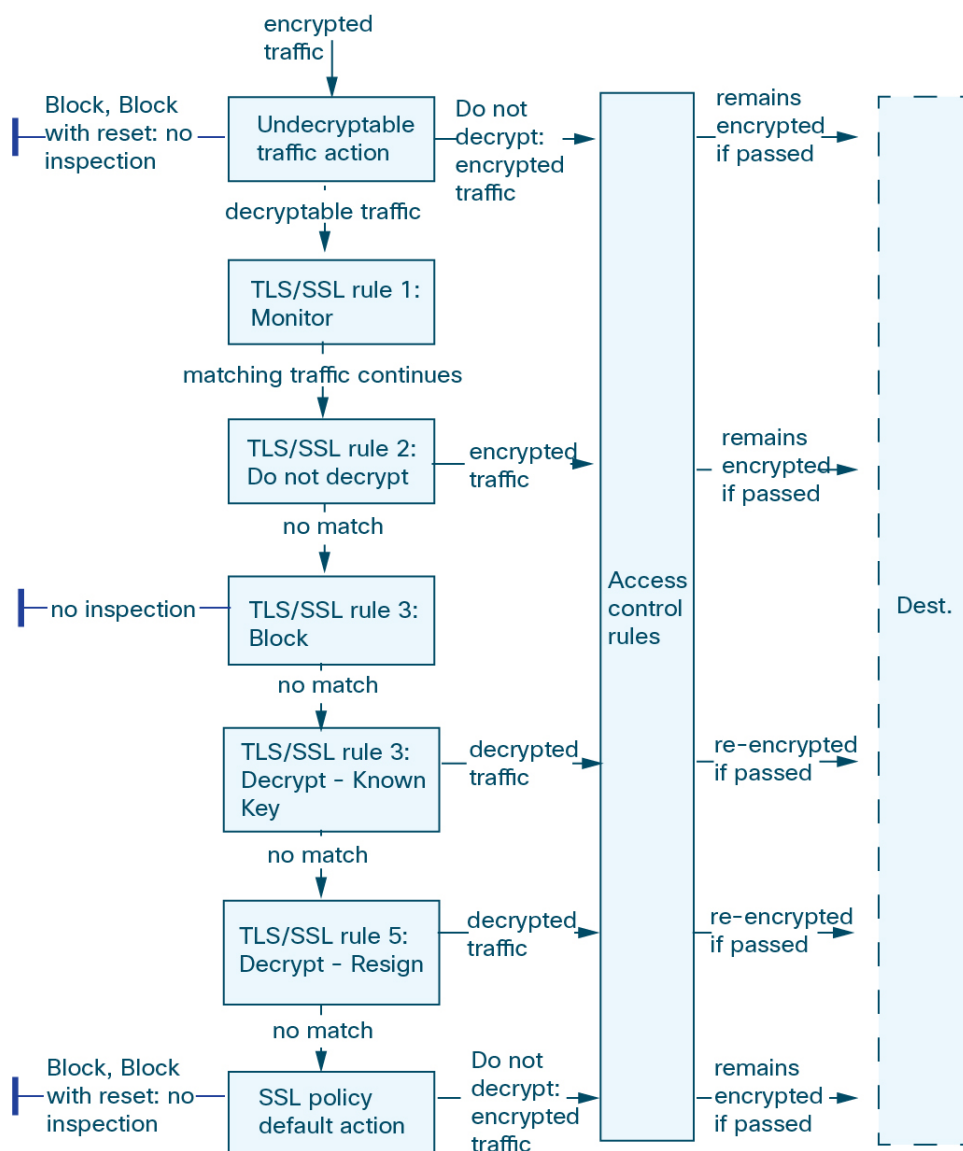 encrypted
traffic
Block, Block
with reset: no
inspection
Undecryptable
traffic action
Do not
decrypt:
encrypted
traffic
remains
encrypted
if passed
decryptable traffic
TLS/SSL rule 1:
Monitor
matching traffic continues
TLS/SSL rule 2:
Do not decrypt
encrypted
traffic
remains
encrypted
if passed
no match
no inspection
TLS/SSL rule 3:
Block
Access
control
rules
Dest.
no match
TLS/SSL rule 3:
Decrypt - Known
Key
decrypted
traffic
re-encrypted
if passed
no match
TLS/SSL rule 5:
Decrypt - Resign
decrypted
traffic
re-encrypted
if passed
no match
Block, Block
with reset: no
inspection
SSL policy
default action
Do not
decrypt:
encrypted
traffic
remains
encrypted
if passed